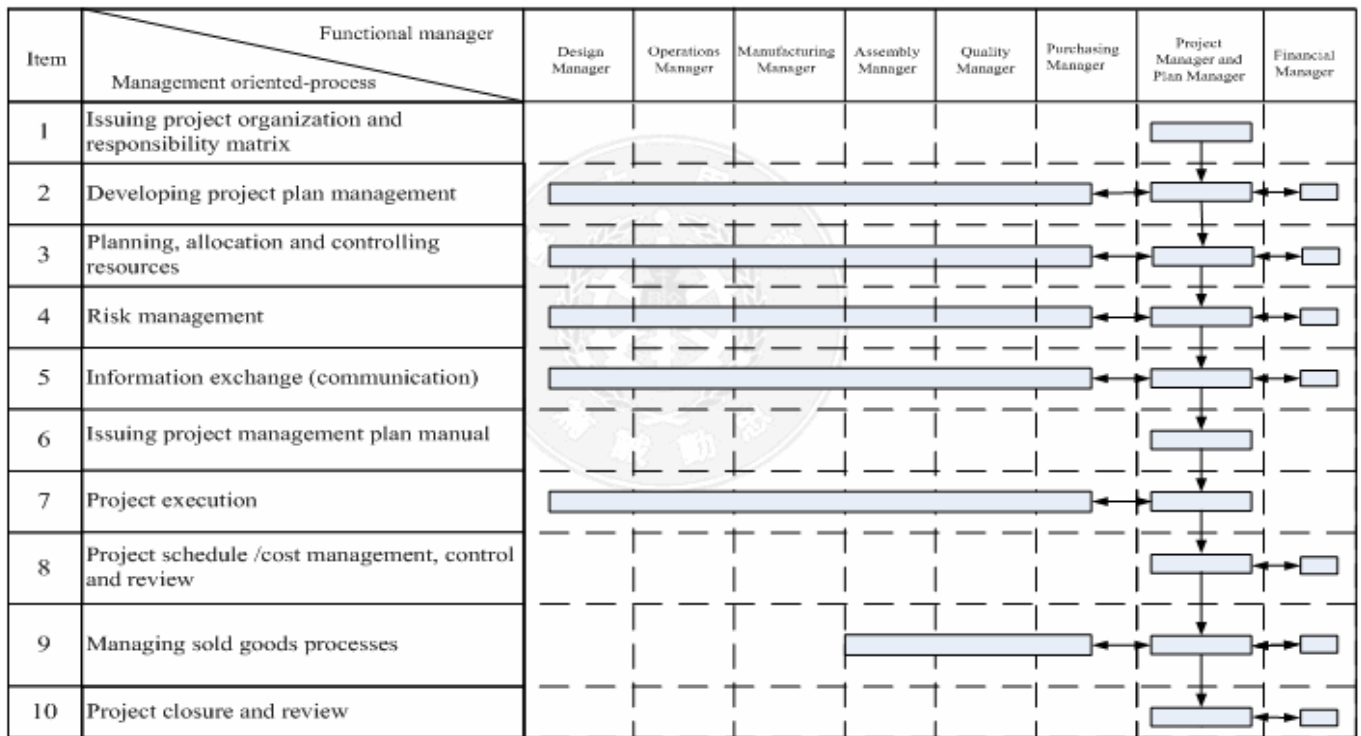 Functional manager
Item
Management oriented-process
Design
Manager
Operations
Manager
Manufacturing
Manager
Assembly
Manager
Quality
Manager
Purchasing
Manager
Project
Manager and
Plan Manager
Financial
Manager
1
Issuing project organization and
responsibility matrix
2
Developing project plan management
3
Planning, allocation and controlling
resources
4
Risk management
5
Information exchange (communication)
6
Issuing project management plan manual
7
Project execution
8
Project schedule /cost management, control
and review
9
Managing sold goods processes
10
Project closure and review